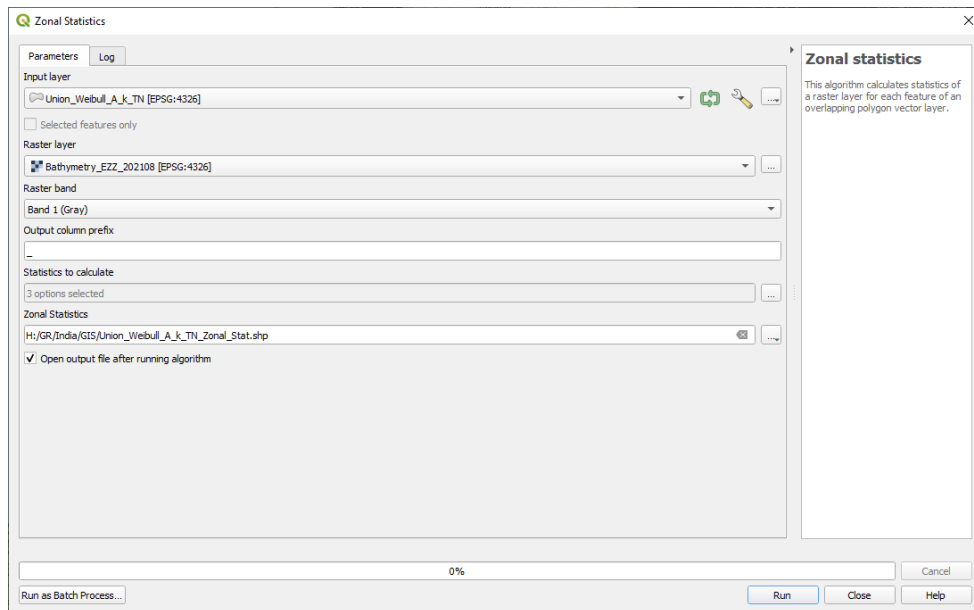 Zonal Statistics
Parameters
Log
Input layer
Union_Weibull_A_k_TN [EPSG:4326]
...
Selected features only
Raster layer
Bathymetry_EZZ_202108 [EPSG:4326]
...
Raster band
Band 1 (Gray)
Output column prefix
_
Statistics to calculate
3 options selected
...
Zonal Statistics
H:/GR/India/GIS/Union_Weibull_A_k_TN_Zonal_Stat.shp
...
Open output file after running algorithm
Zonal statistics
This algorithm calculates statistics of
a raster layer for each feature of an
overlapping polygon vector layer.
0%
Cancel
Run as Batch Process...
Run
Close
Help